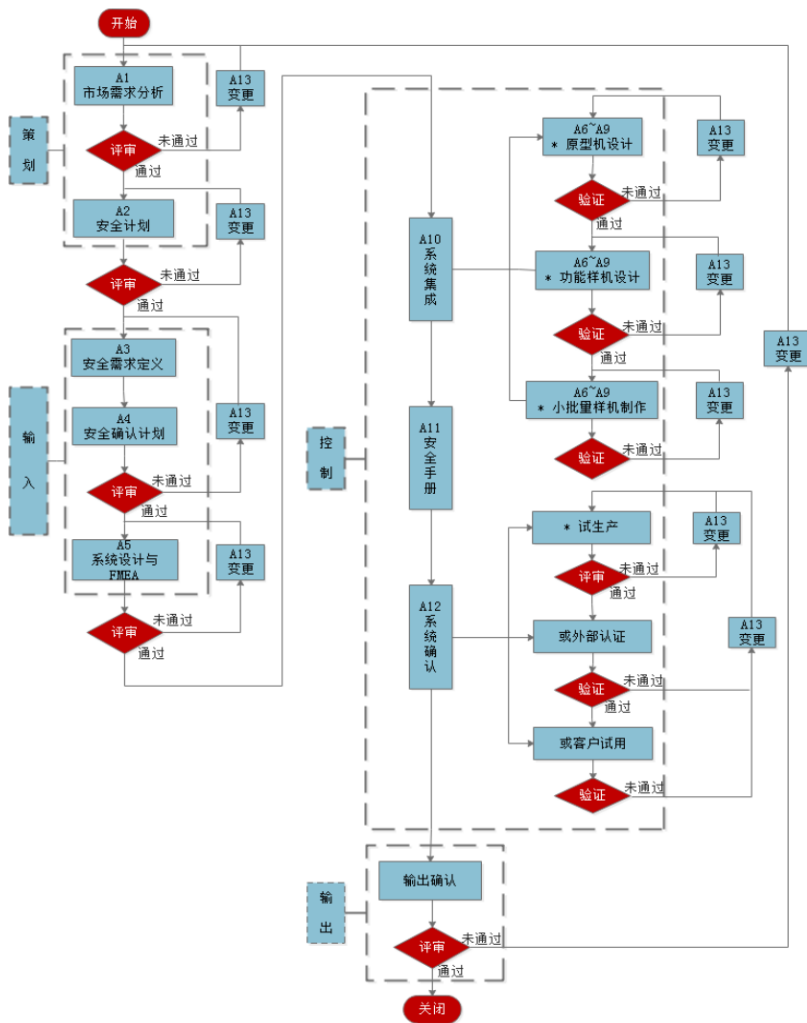 开始
A1
市场需求分析
A13
变更
策
划
评审
未通过
通过
A2
安全计划
A13
变更
评审
未通过
通过
A3
安全需求定义
输
入
A4
安全确认计划
A13
变更
评审
未通过
通过
A5
系统设计与
FMEA
A13
变更
评审
未通过
通过
控
制
A10
系
统
集
成
A11
安
全
手
册
A12
系
统
确
认
A6~A9
* 原型机设计
A13
变更
验证
未通过
通过
A6~A9
* 功能样机设计
A13
变更
验证
未通过
通过
A6~A9
* 小批量样机制作
A13
变更
验证
未通过
* 试生产
A13
变更
评审
未通过
通过
或外部认证
A13
变更
验证
未通过
通过
或客户试用
验证
未通过
A13
变更
输
出
输出确认
评审
未通过
通过
关闭